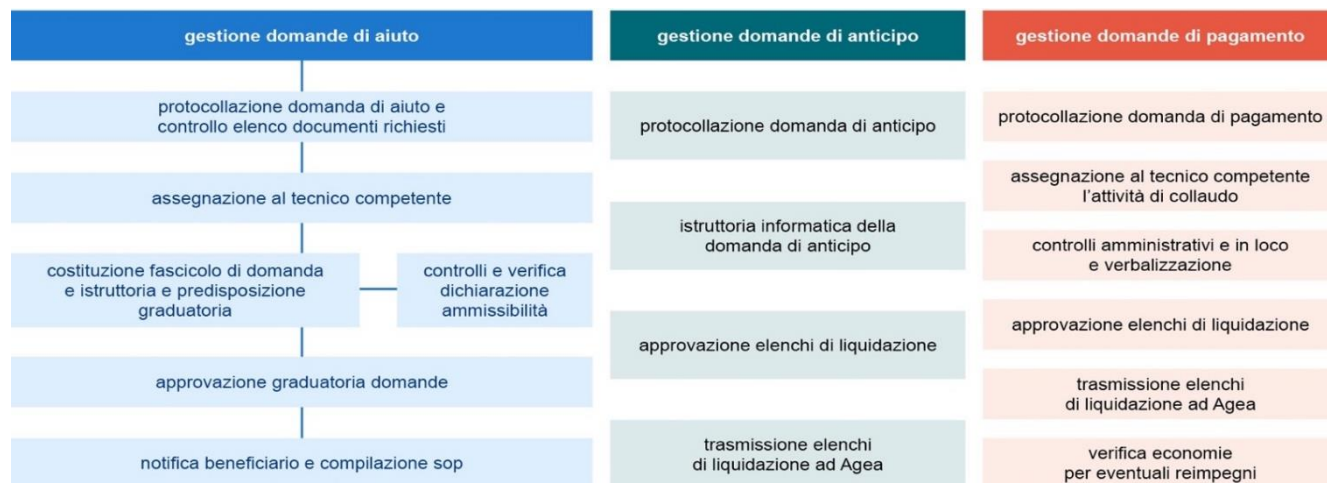 gestione domande di aiuto
protocollazione domanda di aiuto e
controllo elenco documenti richiesti
assegnazione al tecnico competente
costituzione fascicolo di domanda
e istruttoria e predisposizione
graduatoria
controlli e verifica
dichiarazione
ammissibilità
approvazione graduatoria domande
notifica beneficiario e compilazione sop
gestione domande di anticipo
protocollazione domanda di anticipo
istruttoria informatica della
domanda di anticipo
approvazione elenchi di liquidazione
trasmissione elenchi
di liquidazione ad Agea
gestione domande di pagamento
protocollazione domanda di pagamento
assegnazione al tecnico competente
l'attività di collaudo
controlli amministrativi e in loco
e verbalizzazione
approvazione elenchi di liquidazione
trasmissione elenchi
di liquidazione ad Agea
verifica economie
per eventuali reimpegni